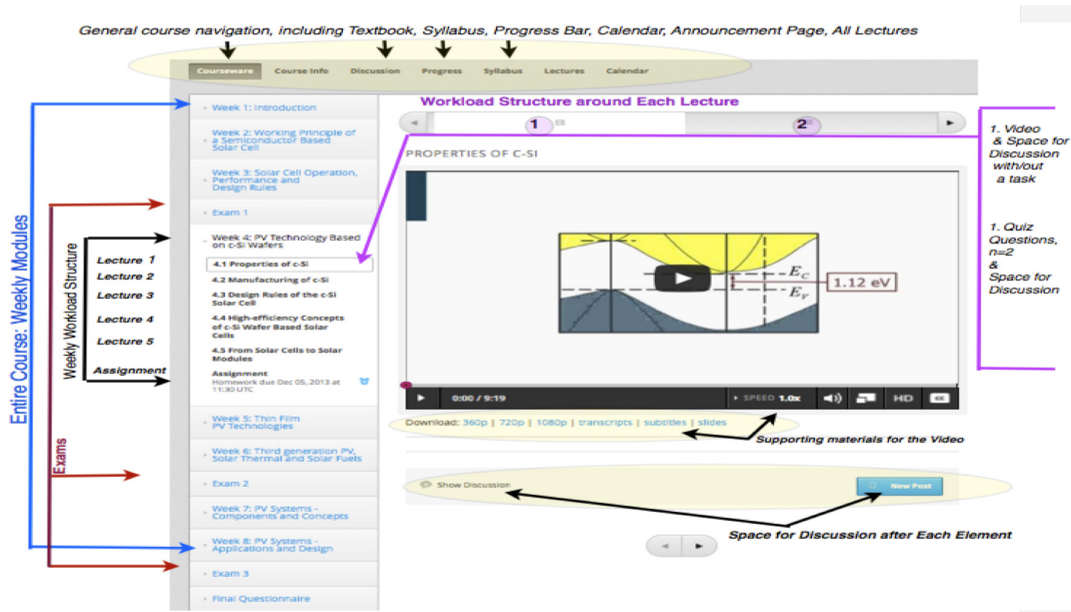 General course navigation, including Textbook, Syllabus, Progress Bar, Calendar, Announcement Page, All Lectures
Courseware Course Info Discussion Progress Syllabus Lectures Calendar
Entire Course: Weekly Modules
Exams
Weekly Workload Structure
Lecture 1
Lecture 2
Lecture 3
Lecture 4
Lecture 5
Assignment
Week 1: Introduction
Week 2: Working Principle of
a Semiconductor Based
Solar Cell
Week 3: Solar Cell Operation,
Performance and
Design Rules
Exam 1
Week 4: PV Technology Based
on c-Si Wafers
4.1 Properties of c-Si
4.2 Manufacturing of c-Si
4.3 Design Rules of the c-Si
Solar Cell
4.4 High-efficiency Concepts
of c-Si Wafer Based Solar
Cells
4.5 From Solar Cells to Solar
Modules
Assignment
Homework due Dec 05, 2013 at
11:30 UTC
Week 5: Thin Film
PV Technologies
Week 6: Third generation PV,
Solar Thermal and Solar Fuels
Exam 2
Week 7: PV Systems -
Components and Concepts
Week 8: PV Systems -
Applications and Design
Exam 3
Final Questionnaire
Workload Structure around Each Lecture
1 2
PROPERTIES OF C-SI
E_C
E_V
1.12 eV
0:00 / 9:19 SPEED 1.0x HD CC
Download: 360p | 720p | 1080p | transcripts | subtitles | slides
Supporting materials for the Video
Show Discussion New Post
Space for Discussion after Each Element
1. Video
& Space for
Discussion
with/out
a task
1. Quiz
Questions,
n=2
&
Space for
Discussion